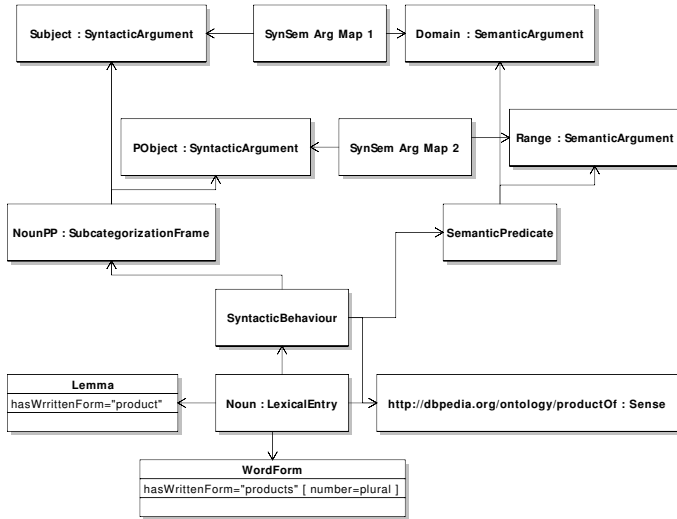 Subject : SyntacticArgument
SynSem Arg Map 1
Domain : SemanticArgument
PObject : SyntacticArgument
SynSem Arg Map 2
Range : SemanticArgument
NounPP : SubcategorizationFrame
SemanticPredicate
SyntacticBehaviour
Lemma
hasWrrittenForm="product"
Noun : LexicalEntry
http://dbpedia.org/ontology/productOf : Sense
WordForm
hasWrittenForm="products" [ number=plural ]